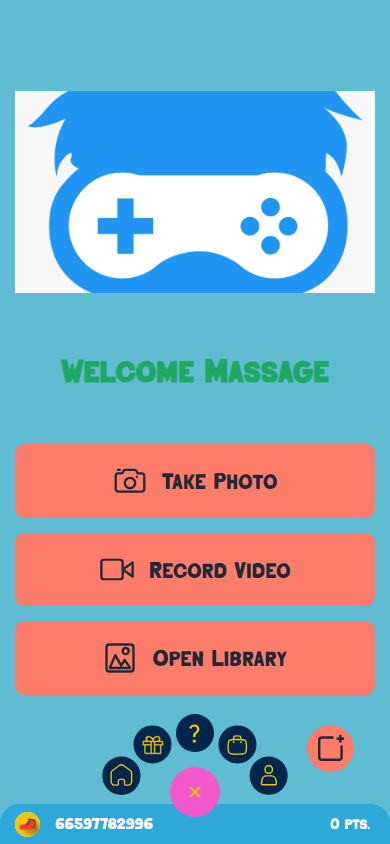 Welcome Massage
Take Photo
Record Video
Open Library
?
66597782996
0 PTS.